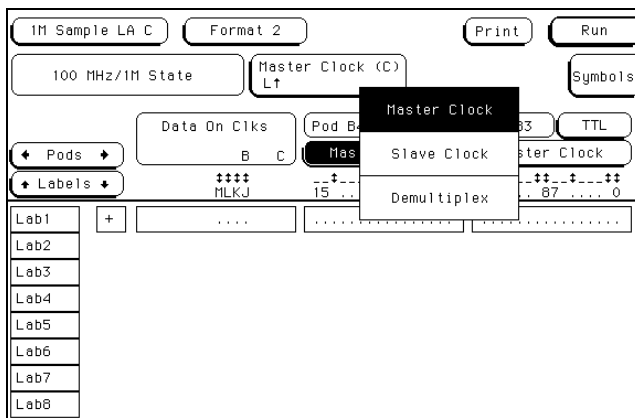 1M Sample LA C Format 2 Print Run
100 MHz/1M State Master Clock (C) Symbols
L↑
Master Clock
Data On Clks Pod B4 B3 TTL
← Pods → B C Mas Slave Clock ster Clock
↑ Labels ↓ MLKJ 15 ... Demultiplex .. 87 .... 0
Lab1 + .... ................ ................
Lab2
Lab3
Lab4
Lab5
Lab6
Lab7
Lab8